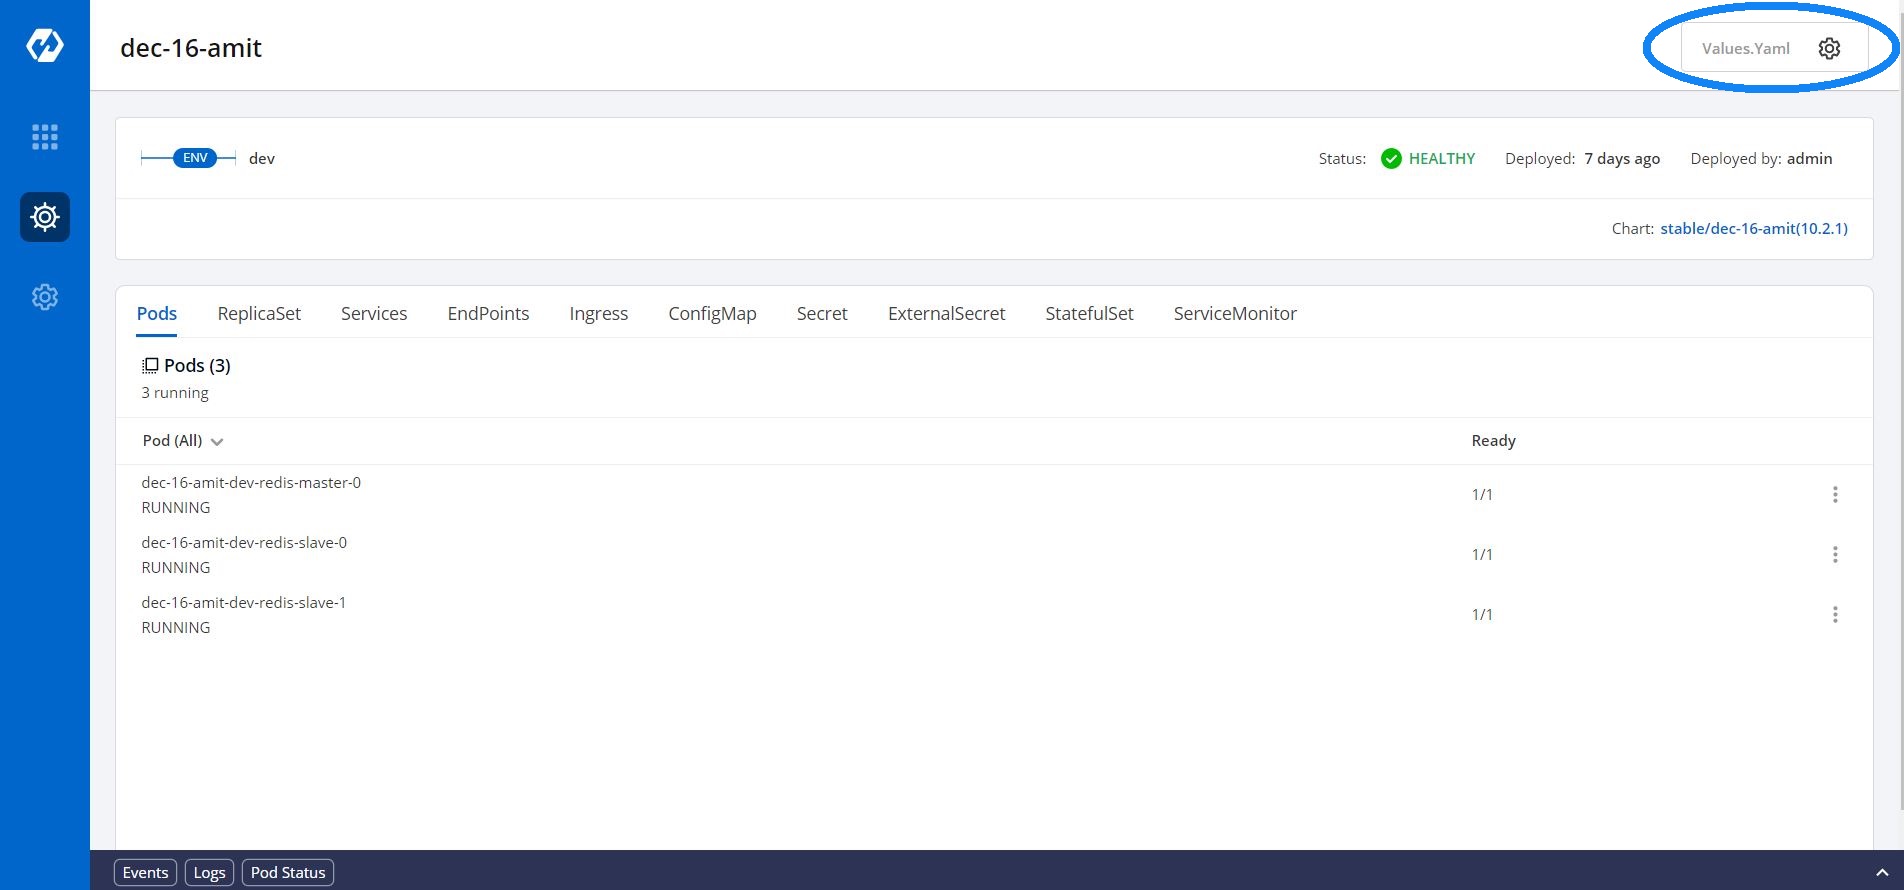 dec-16-amit
Values.Yaml
ENV dev
Status: HEALTHY Deployed: 7 days ago Deployed by: admin
Chart: stable/dec-16-amit(10.2.1)
Pods ReplicaSet Services EndPoints Ingress ConfigMap Secret ExternalSecret StatefulSet ServiceMonitor
Pods (3)
3 running
Pod (All) Ready
dec-16-amit-dev-redis-master-0
RUNNING
1/1
dec-16-amit-dev-redis-slave-0
RUNNING
1/1
dec-16-amit-dev-redis-slave-1
RUNNING
1/1
Events Logs Pod Status